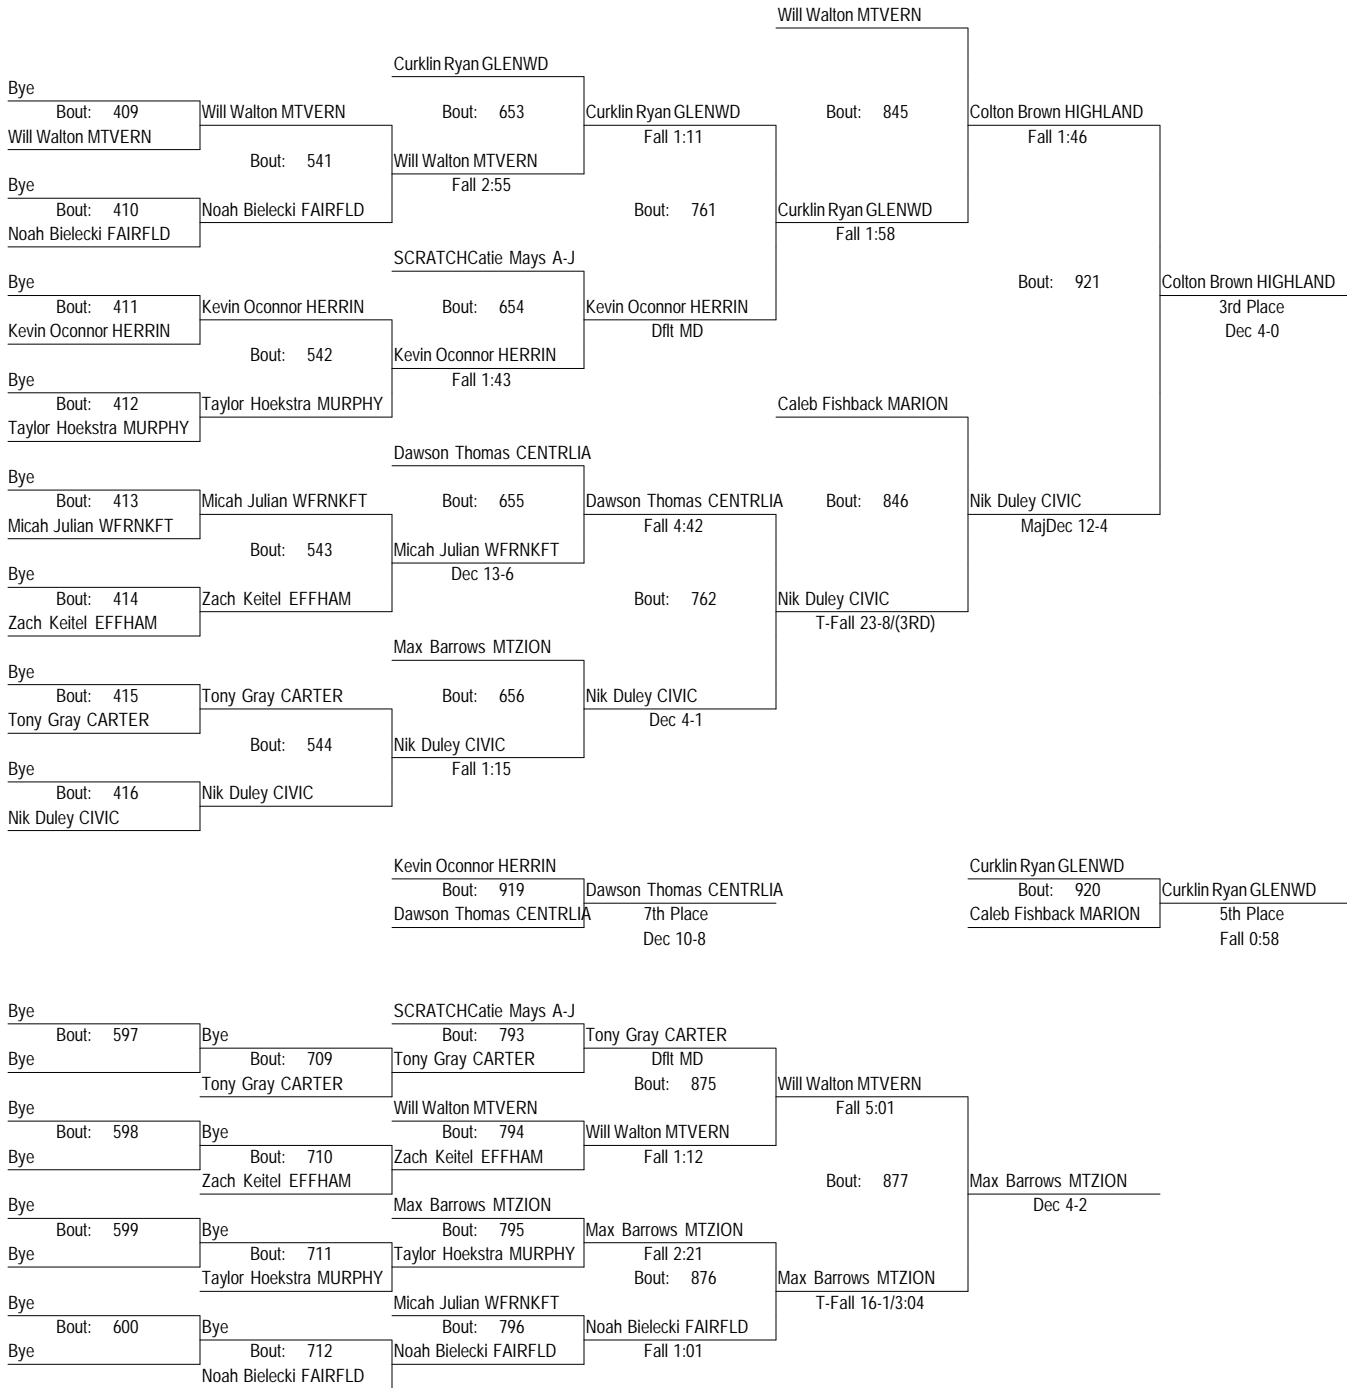 Will Walton MTVERN
Curklin Ryan GLENWD
Bye
Bout: 409 Will Walton MTVERN Bout: 653 Curklin Ryan GLENWD Bout: 845 Colton Brown HIGHLAND
Will Walton MTVERN Fall 1:11 Fall 1:46
Bout: 541 Will Walton MTVERN
Bye Fall 2:55
Bout: 410 Noah Bielecki FAIRFLD Bout: 761 Curklin Ryan GLENWD
Noah Bielecki FAIRFLD Fall 1:58
SCRATCHCatie Mays A-J
Bye Bout: 921 Colton Brown HIGHLAND
Bout: 411 Kevin Oconnor HERRIN Bout: 654 Kevin Oconnor HERRIN 3rd Place
Kevin Oconnor HERRIN Dflt MD Dec 4-0
Bout: 542 Kevin Oconnor HERRIN
Bye Fall 1:43
Bout: 412 Taylor Hoekstra MURPHY Caleb Fishback MARION
Taylor Hoekstra MURPHY
Dawson Thomas CENTRLIA
Bye
Bout: 413 Micah Julian WFRNKFT Bout: 655 Dawson Thomas CENTRLIA Bout: 846 Nik Duley CIVIC
Micah Julian WFRNKFT Fall 4:42 MajDec 12-4
Bout: 543 Micah Julian WFRNKFT
Bye Dec 13-6
Bout: 414 Zach Keitel EFFHAM Bout: 762 Nik Duley CIVIC
Zach Keitel EFFHAM T-Fall 23-8/(3RD)
Max Barrows MTZION
Bye
Bout: 415 Tony Gray CARTER Bout: 656 Nik Duley CIVIC
Tony Gray CARTER Dec 4-1
Bout: 544 Nik Duley CIVIC
Bye Fall 1:15
Bout: 416 Nik Duley CIVIC
Nik Duley CIVIC
Kevin Oconnor HERRIN Curklin Ryan GLENWD
Bout: 919 Dawson Thomas CENTRLIA Bout: 920 Curklin Ryan GLENWD
Dawson Thomas CENTRLIA 7th Place Caleb Fishback MARION 5th Place
Dec 10-8 Fall 0:58
Bye SCRATCHCatie Mays A-J
Bout: 597 Bye Bout: 793 Tony Gray CARTER
Bye Bout: 709 Tony Gray CARTER Dflt MD
Tony Gray CARTER Bout: 875 Will Walton MTVERN
Bye Will Walton MTVERN Fall 5:01
Bout: 598 Bye Bout: 794 Will Walton MTVERN
Bye Bout: 710 Zach Keitel EFFHAM Fall 1:12
Zach Keitel EFFHAM Bout: 877 Max Barrows MTZION
Bye Max Barrows MTZION Dec 4-2
Bout: 599 Bye Bout: 795 Max Barrows MTZION
Bye Bout: 711 Taylor Hoekstra MURPHY Fall 2:21
Taylor Hoekstra MURPHY Bout: 876 Max Barrows MTZION
Bye Micah Julian WFRNKFT T-Fall 16-1/3:04
Bout: 600 Bye Bout: 796 Noah Bielecki FAIRFLD
Bye Bout: 712 Noah Bielecki FAIRFLD Fall 1:01
Noah Bielecki FAIRFLD